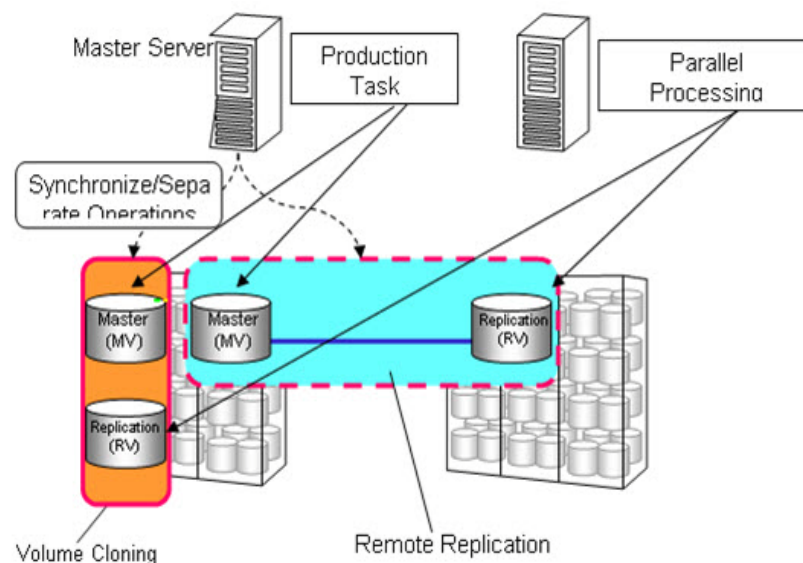 Master Server
Production
Task
Parallel
Processing
Synchronize/Sepa
rate Operations
Master
(MV)
Master
(MV)
Replication
(RV)
Replication
(RV)
Volume Cloning
Remote Replication